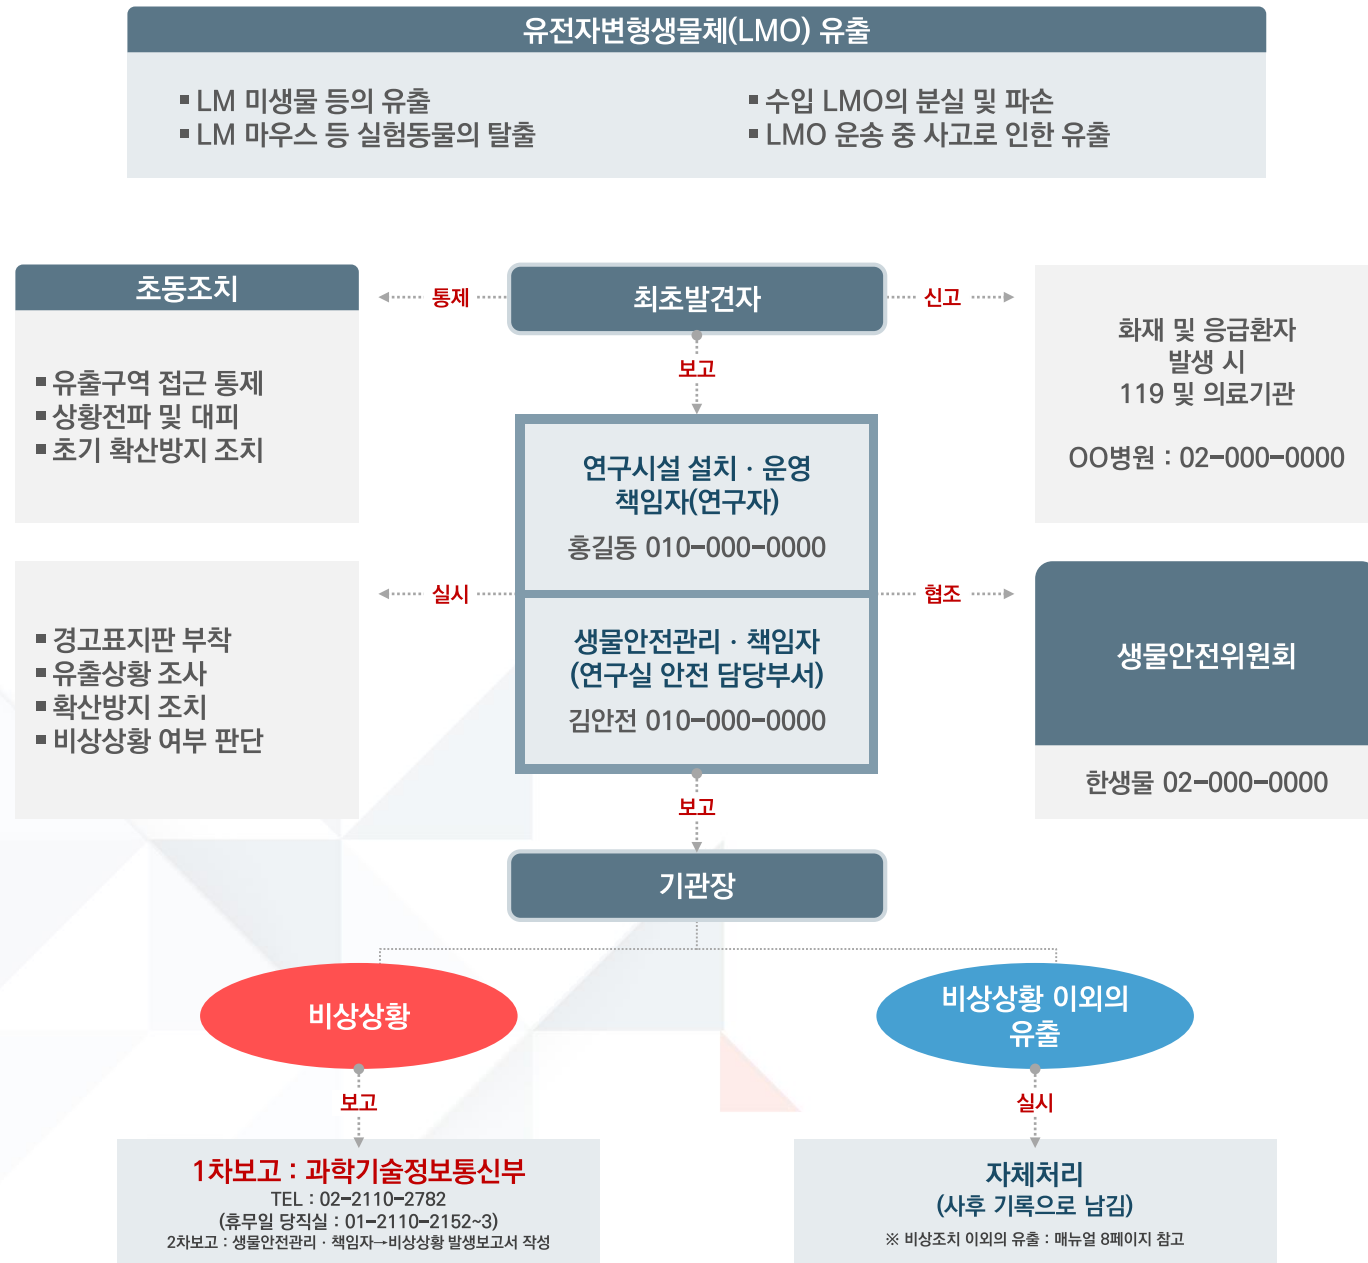 유전자변형생물체(LMO) 유출
▪ LM 미생물 등의 유출
▪ LM 마우스 등 실험동물의 탈출
▪ 수입 LMO의 분실 및 파손
▪ LMO 운송 중 사고로 인한 유출
초동조치
통제
최초발견자
신고
▪ 유출구역 접근 통제
▪ 상황전파 및 대피
▪ 초기 확산방지 조치
보고
화재 및 응급환자
발생 시
119 및 의료기관
OO병원 : 02-000-0000
연구시설 설치 · 운영
책임자(연구자)
홍길동 010-000-0000
실시
협조
▪ 경고표지판 부착
▪ 유출상황 조사
▪ 확산방지 조치
▪ 비상상황 여부 판단
생물안전관리 · 책임자
(연구실 안전 담당부서)
김안전 010-000-0000
생물안전위원회
한생물 02-000-0000
보고
기관장
비상상황
비상상황 이외의
유출
보고
실시
1차보고 : 과학기술정보통신부
TEL : 02-2110-2782
(휴무일 당직실 : 01-2110-2152~3)
2차보고 : 생물안전관리 · 책임자→비상상황 발생보고서 작성
자체처리
(사후 기록으로 남김)
※ 비상조치 이외의 유출 : 매뉴얼 8페이지 참고